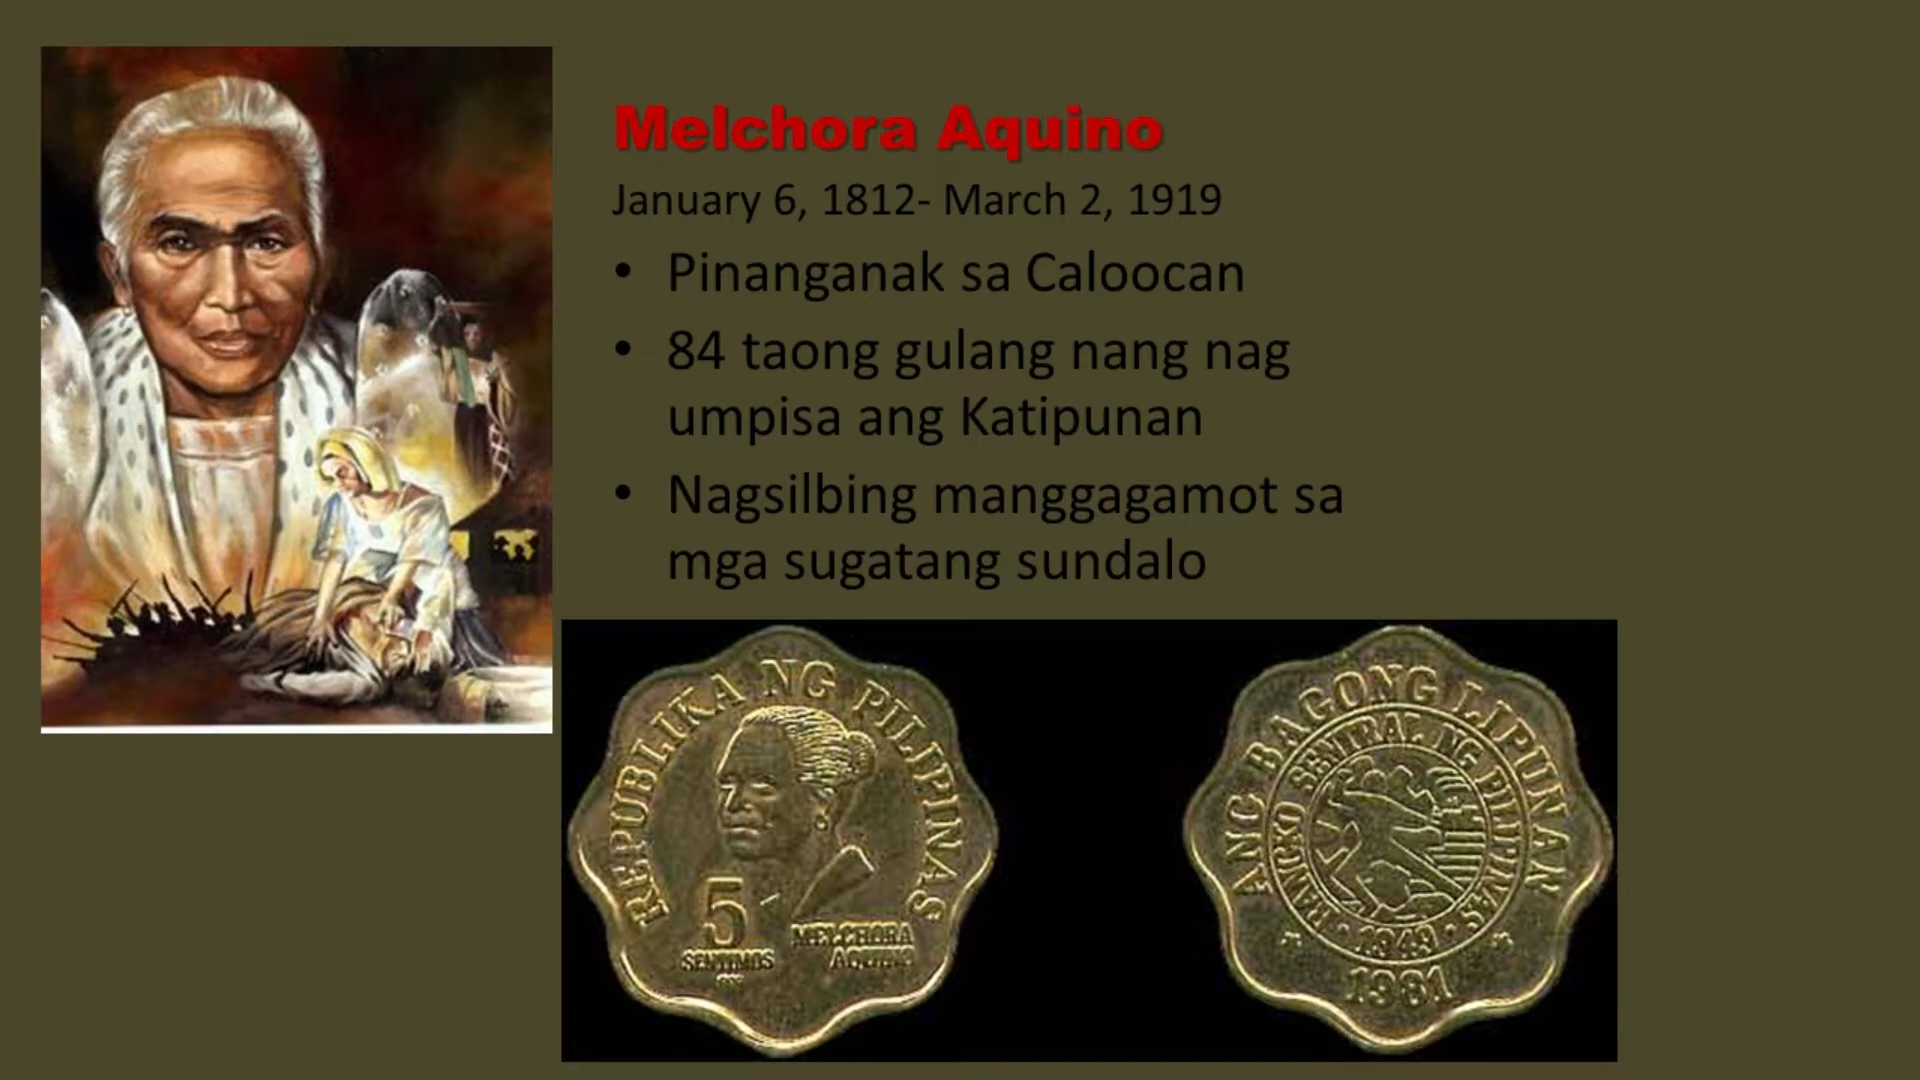 Melchora Aquino
January 6, 1812- March 2, 1919
• Pinanganak sa Caloocan
• 84 taong gulang nang nag
umpisa ang Katipunan
• Nagsilbing manggagamot sa
mga sugatang sundalo
REPUBLIKA NG PILIPINAS
5
SENTIMOS
MELCHORA
AQUINO
ANG BAGONG LIPUNAN
SENTRAL NG PILIPINAS
1949
1981